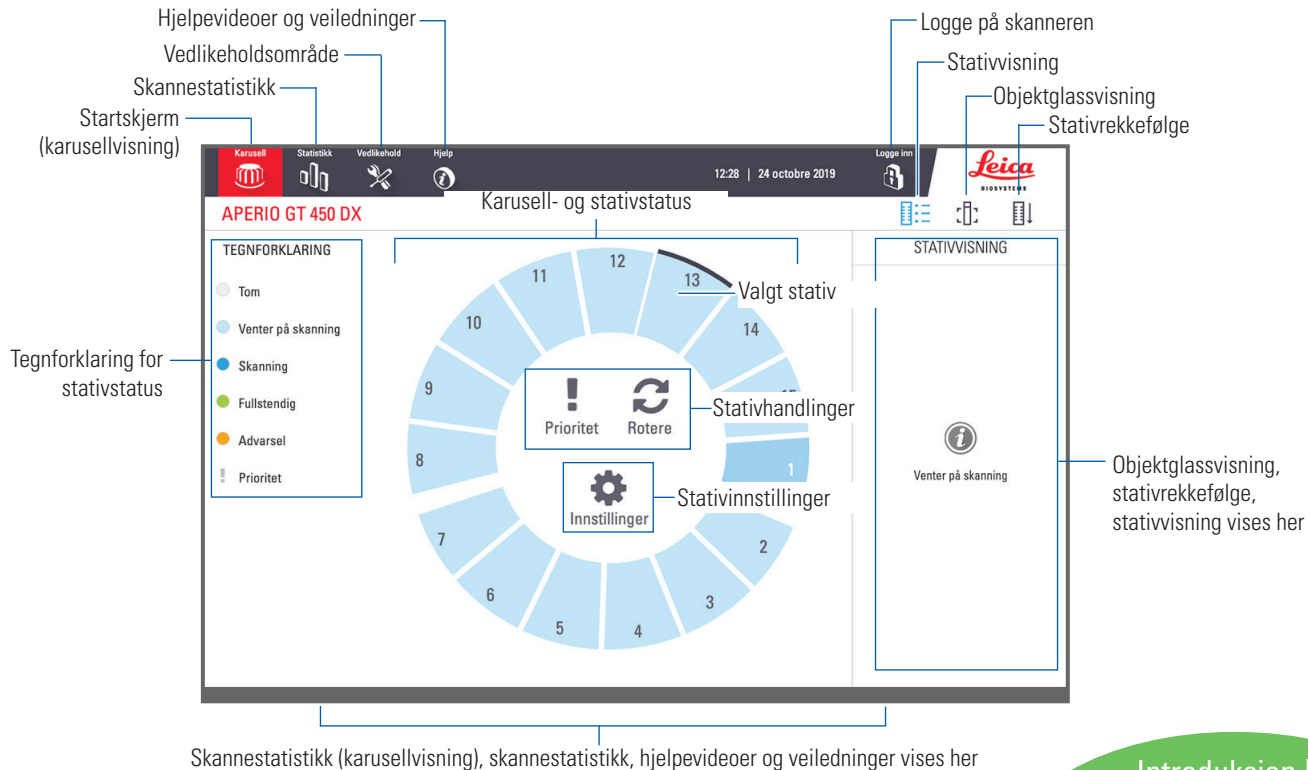 Hjelpevideoer og veiledninger
Vedlikeholdsområde
Skannestatistikk
Startskjerm
(karusellvisning)
Logge på skanneren
Stativvisning
Objektglassvisning
Stativrekkefølge
Karusell
Statistikk
Vedlikehold
Hjelp
12:28 | 24 octobre 2019
Logge inn
Leica
BIOSYSTEMS
APERIO GT 450 DX
Karusell- og stativstatus
TEGNFORKLARING
Tom
Venter på skanning
Skanning
Fullstendig
Advarsel
Prioritet
Tegnforklaring for
stativstatus
12
13
11
Valgt stativ
14
10
9
8
1
7
2
6
3
5
4
Prioritet
Rotere
Stativhandlinger
Innstillinger
Stativinnstillinger
STATIVVISNING
Venter på skanning
Objektglassvisning,
stativrekkefølge,
stativvisning vises her
Skannestatistikk (karusellvisning), skannestatistikk, hjelpevideoer og veiledninger vises her